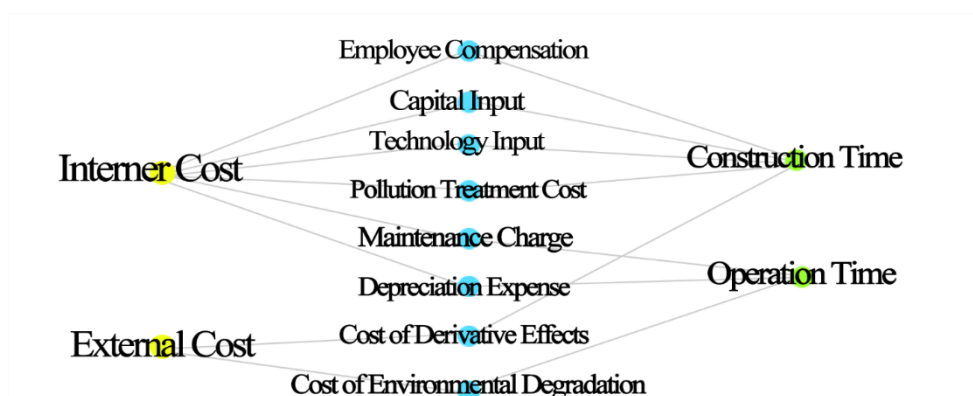 Employee Compensation
Capital Input
Technology Input
Interner Cost
Construction Time
Pollution Treatment Cost
Maintenance Charge
Operation Time
Depreciation Expense
Cost of Derivative Effects
External Cost
Cost of Environmental Degradation